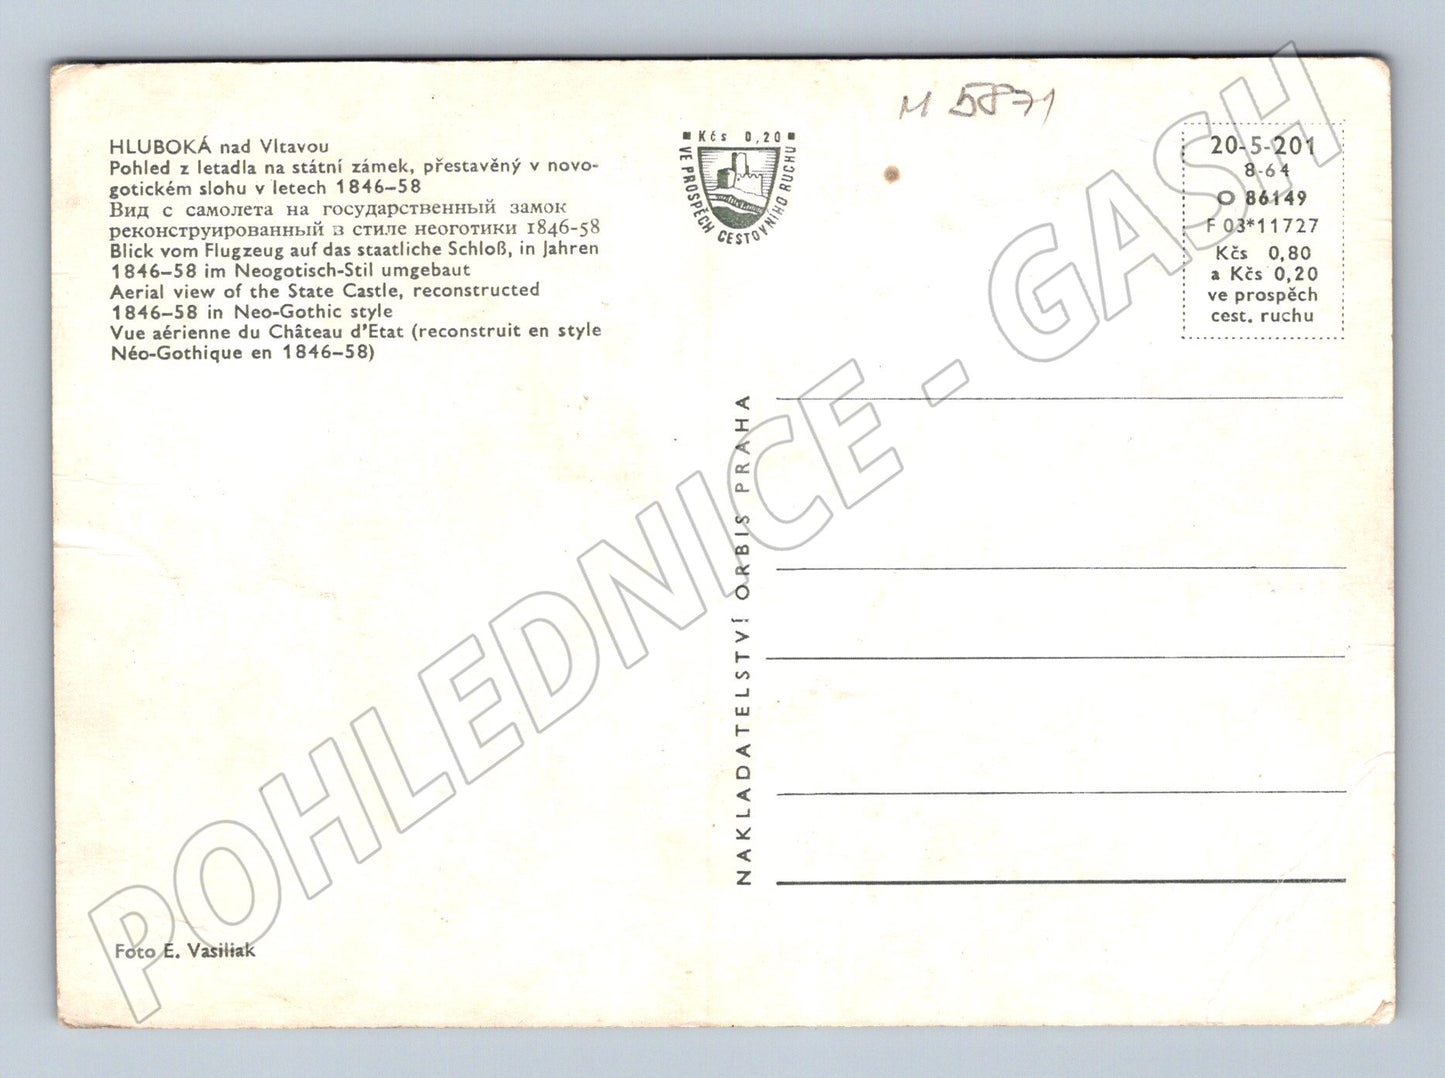 HLUBOKÁ nad Vltavou
Pohled z letadla na státní zámek, přestavěný v novo-
gotickém slohu v letech 1846–58
Вид с самолета на государственный замок
реконструированный в стиле неоготики 1846-58
Blick vom Flugzeug auf das staatliche Schloß, in Jahren
1846–58 im Neogotisch-Stil umgebaut
Aerial view of the State Castle, reconstructed
1846–58 in Neo-Gothic style
Vue aérienne du Château d'Etat (reconstruit en style
Néo-Gothique en 1846–58)
Foto E. Vasiliak
Kčs 0,20
VE PROSPĚCH CESTOVNÍHO RUCHU
NAKLADATELSTVÍ ORBIS PRAHA
M 5871
20-5-201
8-64
O 86149
F 03*11727
Kčs 0,80
a Kčs 0,20
ve prospěch
cest. ruchu
POHLEDNICE - GASH